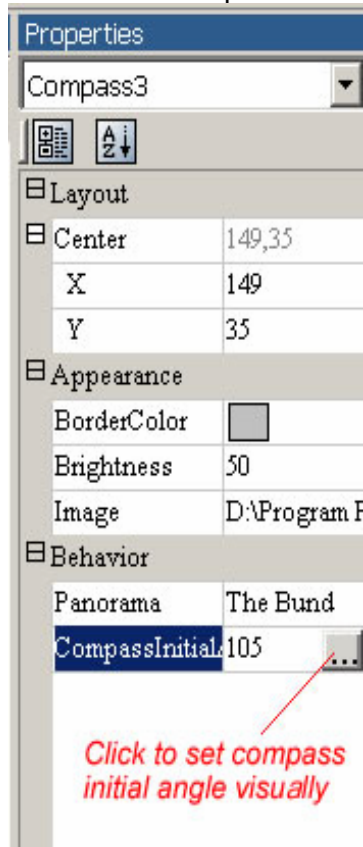 Properties
Compass3
Layout
Center 149,35
X 149
Y 35
Appearance
BorderColor
Brightness 50
Image D:\Program F
Behavior
Panorama The Bund
CompassInitial 105 ...
Click to set compass
initial angle visually